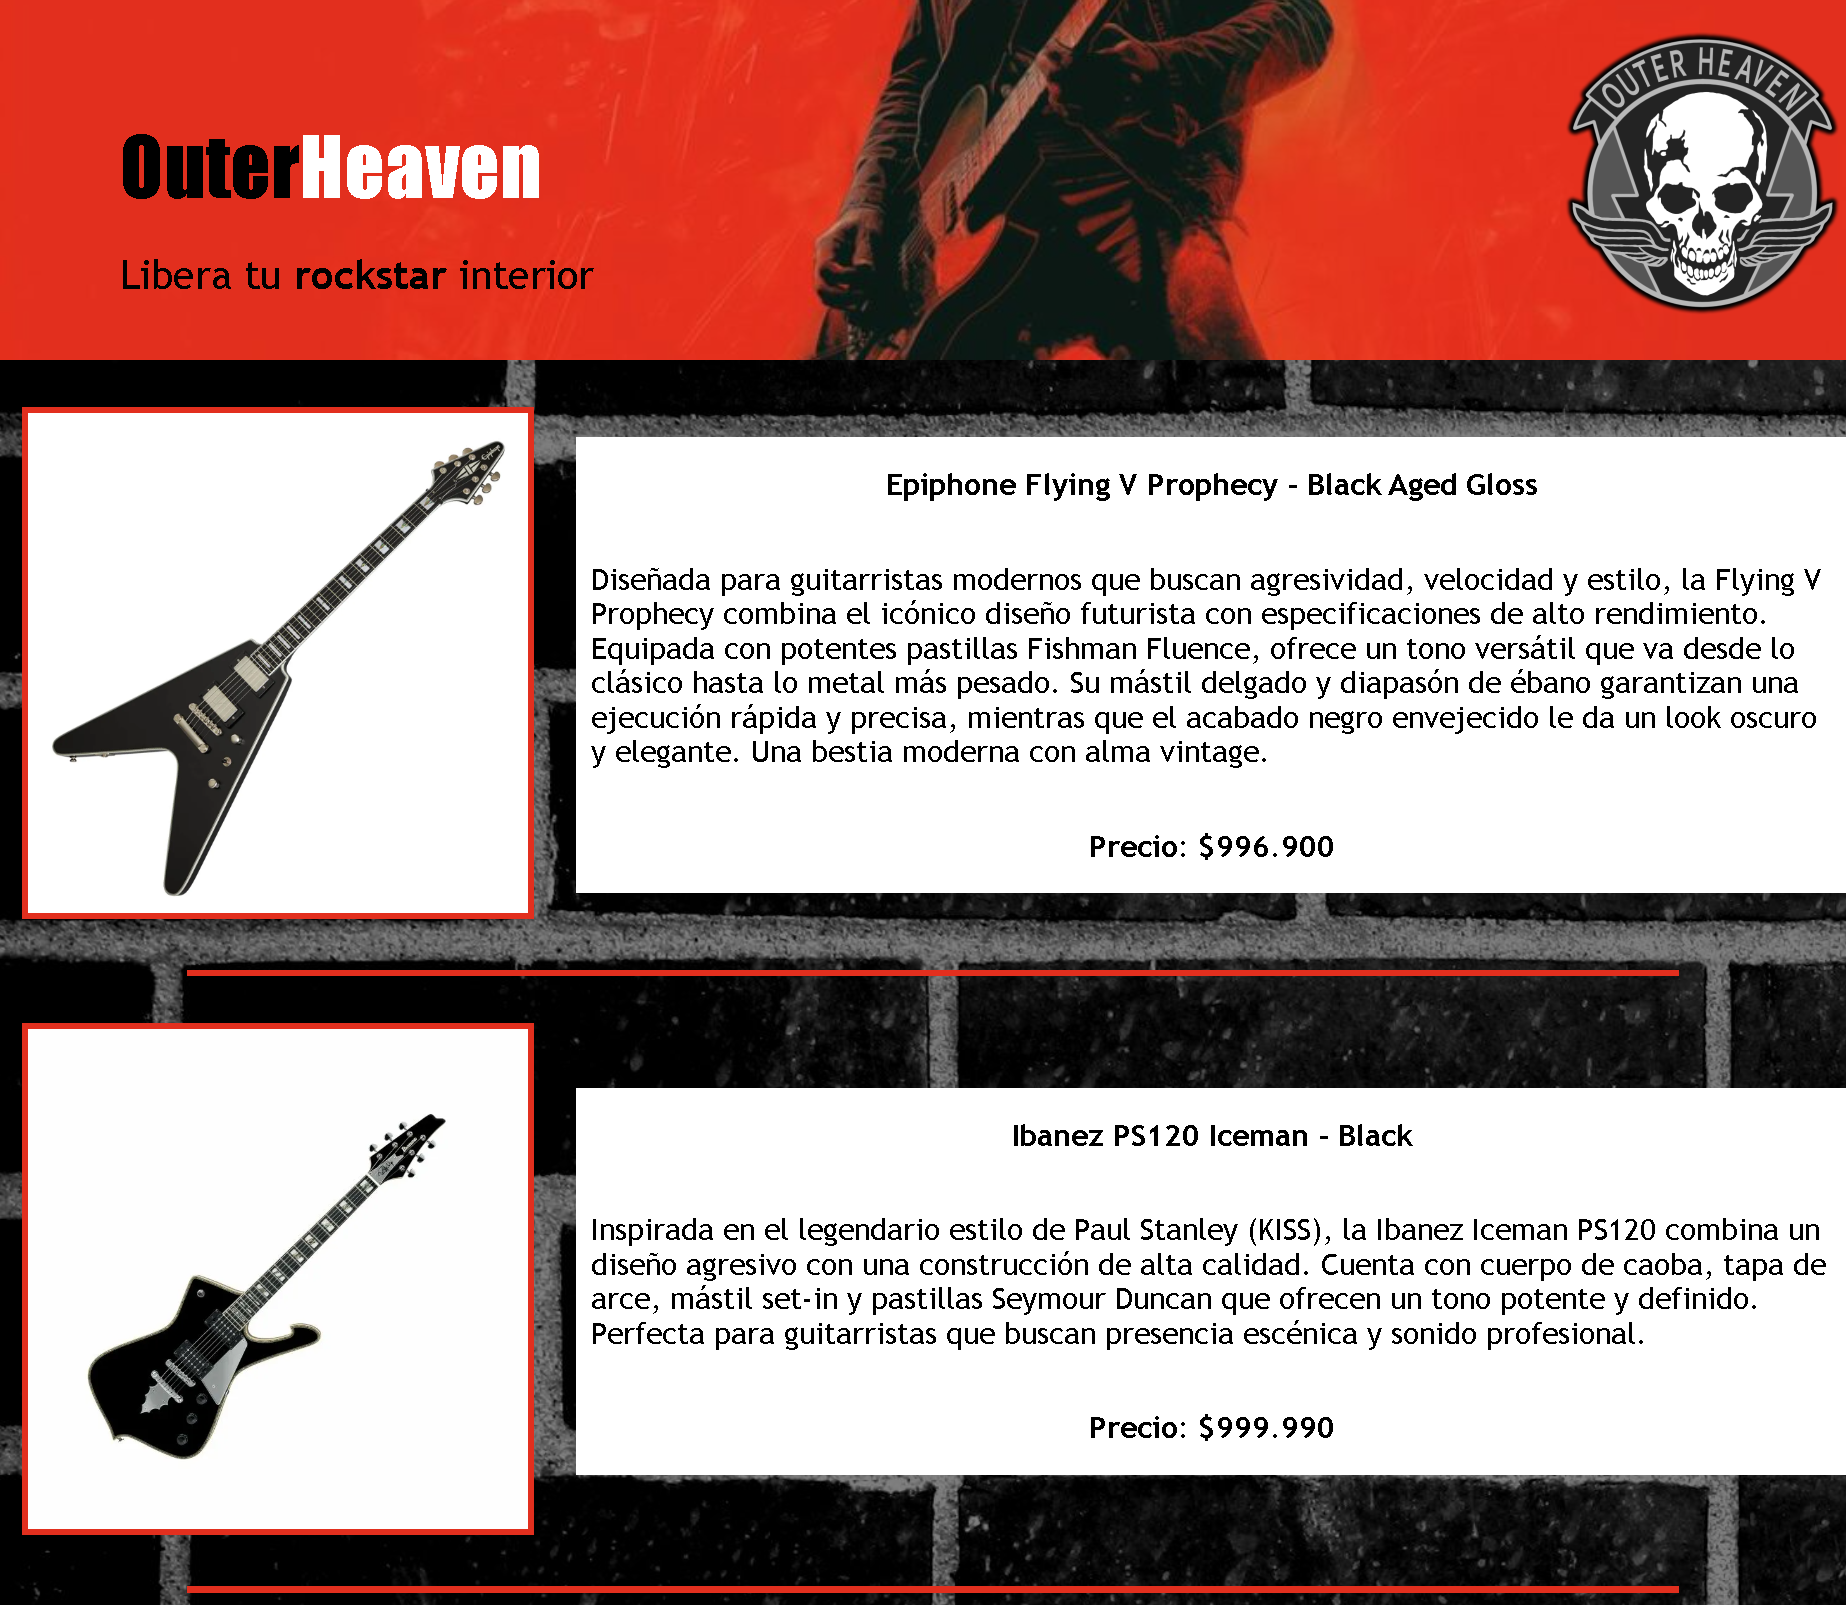 OuterHeaven
Libera tu rockstar interior
OUTER HEAVEN
Epiphone
Epiphone Flying V Prophecy - Black Aged Gloss
Diseñada para guitarristas modernos que buscan agresividad, velocidad y estilo, la Flying V
Prophecy combina el icónico diseño futurista con especificaciones de alto rendimiento.
Equipada con potentes pastillas Fishman Fluence, ofrece un tono versátil que va desde lo
clásico hasta lo metal más pesado. Su mástil delgado y diapasón de ébano garantizan una
ejecución rápida y precisa, mientras que el acabado negro envejecido le da un look oscuro
y elegante. Una bestia moderna con alma vintage.
Precio: $996.900
Ibanez PS120 Iceman - Black
Inspirada en el legendario estilo de Paul Stanley (KISS), la Ibanez Iceman PS120 combina un
diseño agresivo con una construcción de alta calidad. Cuenta con cuerpo de caoba, tapa de
arce, mástil set-in y pastillas Seymour Duncan que ofrecen un tono potente y definido.
Perfecta para guitarristas que buscan presencia escénica y sonido profesional.
Precio: $999.990